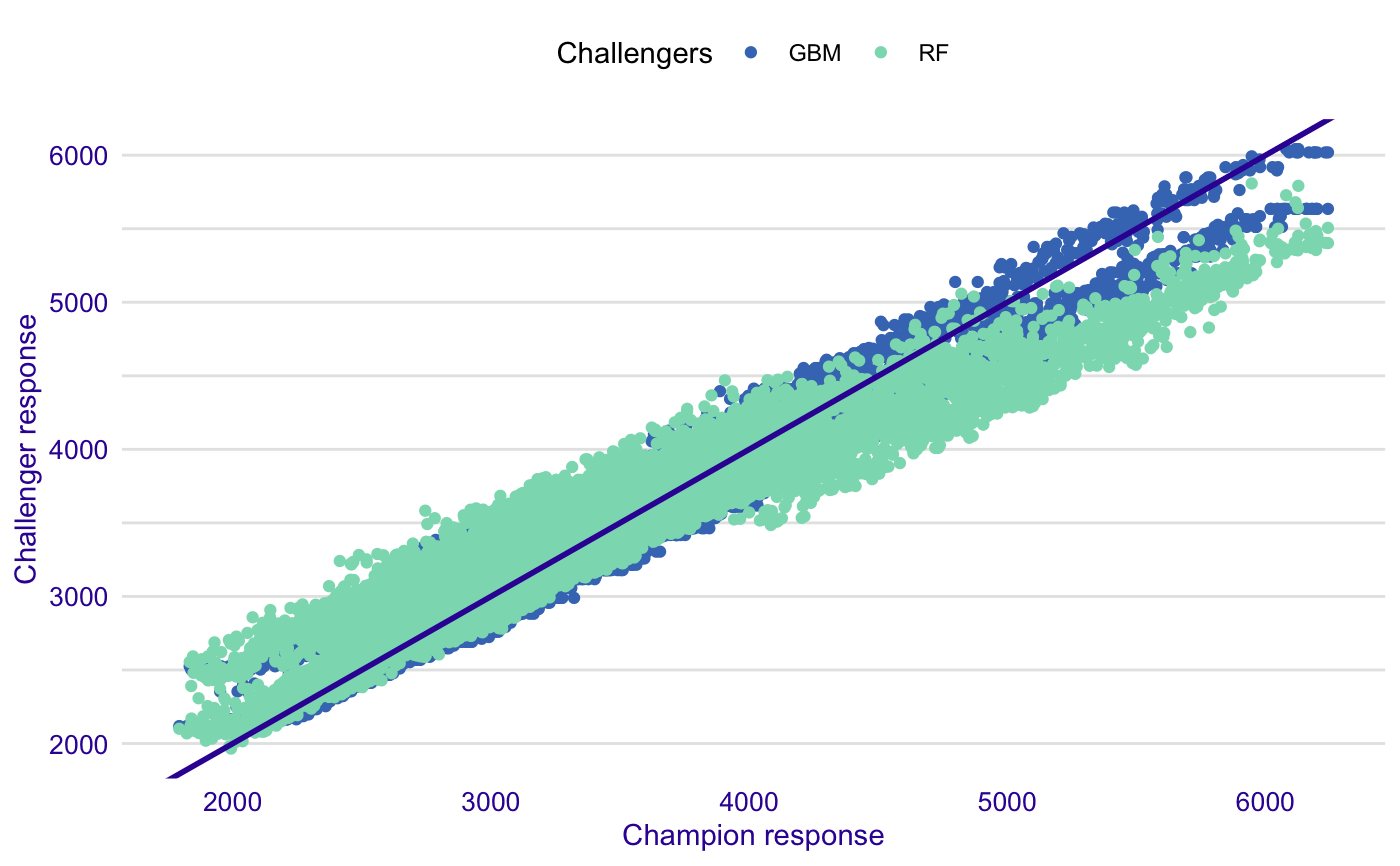 Challengers GBM RF
6000
5000
4000
3000
2000
Challenger response
2000 3000 4000 5000 6000
Champion response